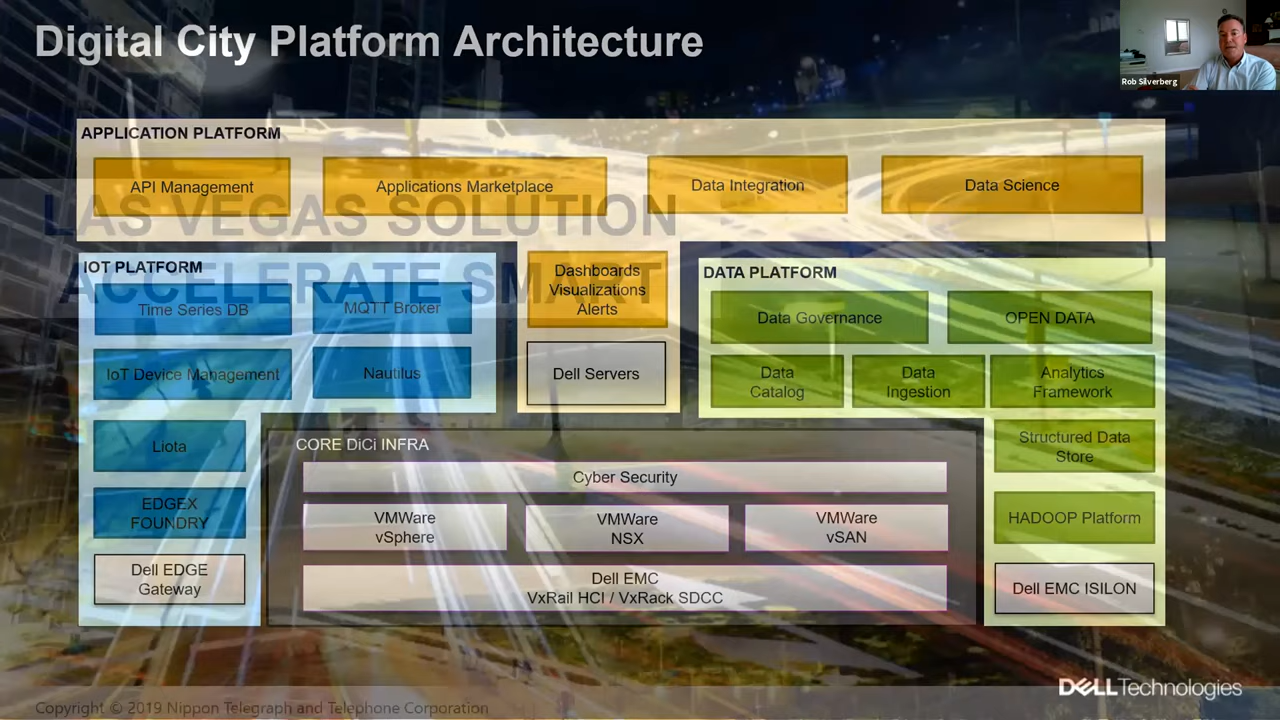 Digital City Platform Architecture
Rob Silverberg
APPLICATION PLATFORM
API Management
Applications Marketplace
Data Integration
Data Science
LAS VEGAS SOLUTION
ACCELERATE SMART
IOT PLATFORM
Time Series DB
MQTT Broker
IoT Device Management
Nautilus
Liota
EDGEX
FOUNDRY
Dell EDGE
Gateway
Dashboards
Visualizations
Alerts
Dell Servers
DATA PLATFORM
Data Governance
OPEN DATA
Data
Catalog
Data
Ingestion
Analytics
Framework
Structured Data
Store
HADOOP Platform
Dell EMC ISILON
CORE DiCi INFRA
Cyber Security
VMWare
vSphere
VMWare
NSX
VMWare
vSAN
Dell EMC
VxRail HCI / VxRack SDCC
DELLTechnologies
Copyright © 2019 Nippon Telegraph and Telephone Corporation